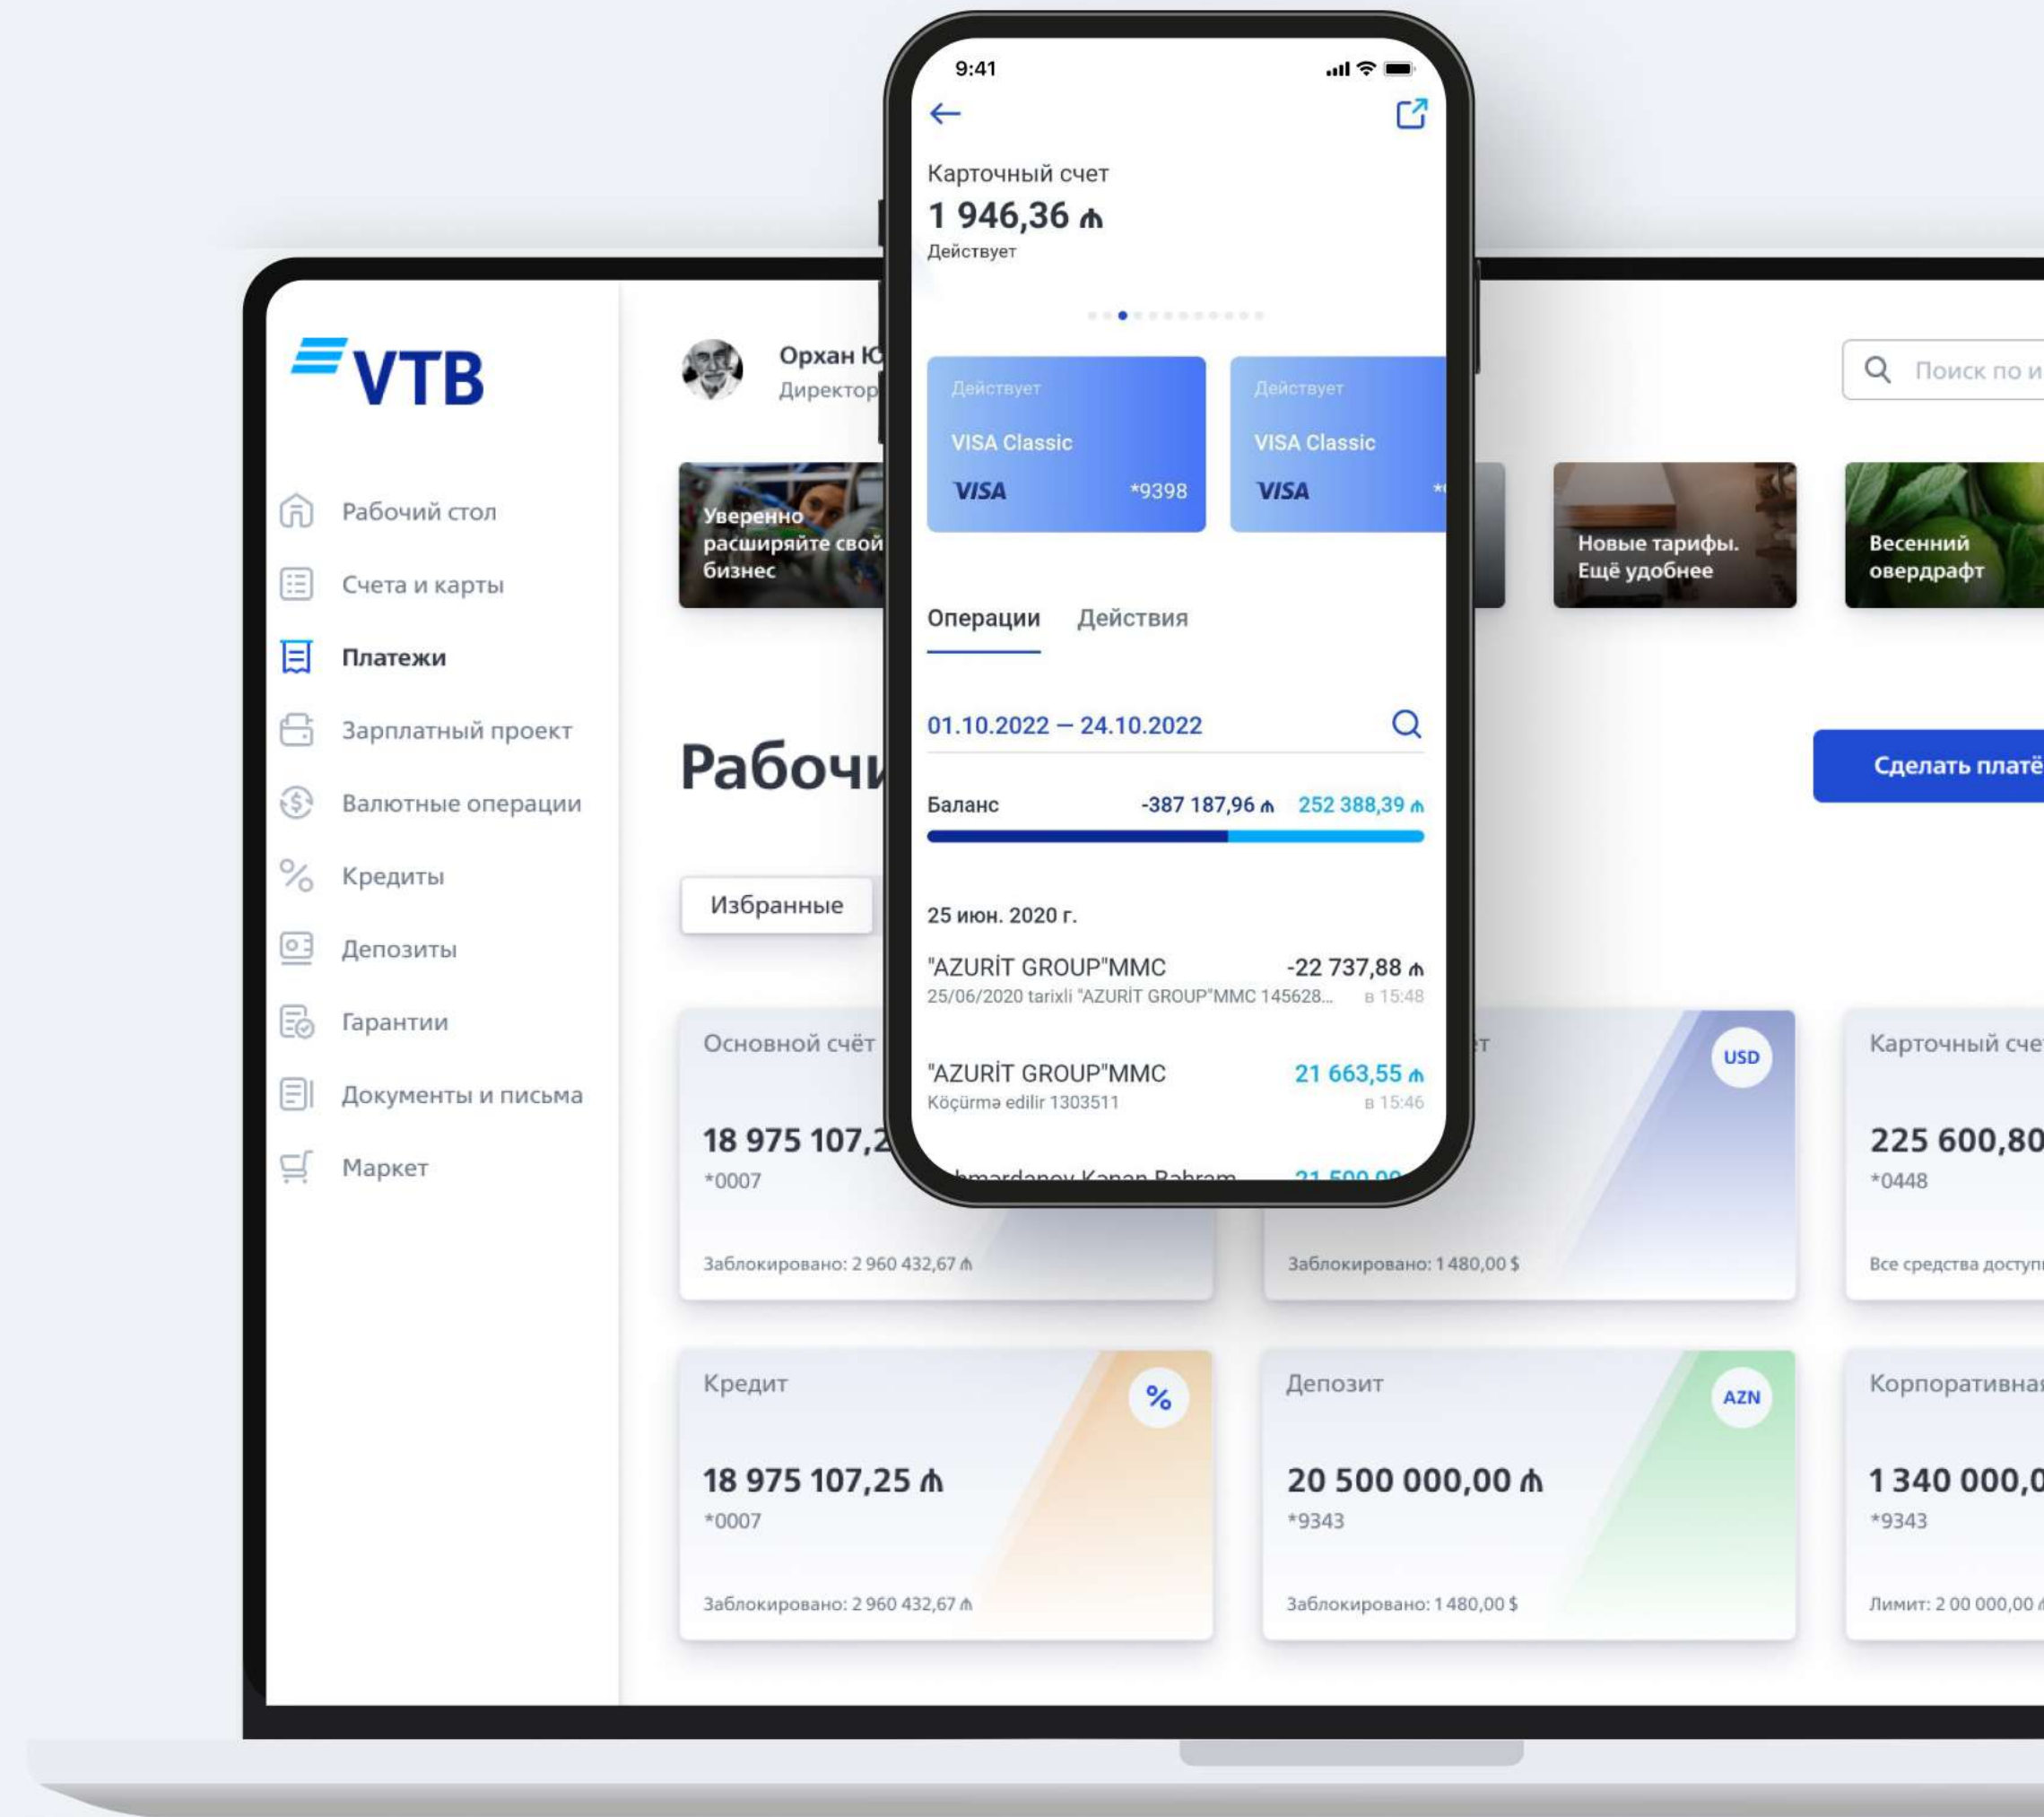 9:41
Карточный счет
1 946,36 ₼
Действует
Действует
VISA Classic
VISA *9398
Действует
VISA Classic
VISA
Операции Действия
01.10.2022 — 24.10.2022
Баланс -387 187,96 ₼ 252 388,39 ₼
25 июн. 2020 г.
"AZURİT GROUP"MMC -22 737,88 ₼
25/06/2020 tarixli "AZURİT GROUP"MMC 145628... в 15:48
"AZURİT GROUP"MMC 21 663,55 ₼
Köçürmə edilir 1303511 в 15:46
VTB
Рабочий стол
Счета и карты
Платежи
Зарплатный проект
Валютные операции
Кредиты
Депозиты
Гарантии
Документы и письма
Маркет
Орхан
Директор
Поиск по
Уверенно
расширяйте свой
бизнес
Новые тарифы.
Ещё удобнее
Весенний
овердрафт
Сделать
Избранные
Основной счёт
18 975 107,2
*0007
Заблокировано: 2 960 432,67 ₼
USD
Заблокировано: 1 480,00 $
Карточный
225 600,80
*0448
Все средства
Кредит
%
18 975 107,25 ₼
*0007
Заблокировано: 2 960 432,67 ₼
Депозит
AZN
20 500 000,00 ₼
*9343
Заблокировано: 1 480,00 $
Корпоративная
1 340 000,0
*9343
Лимит: 2 00 000,00 ₼